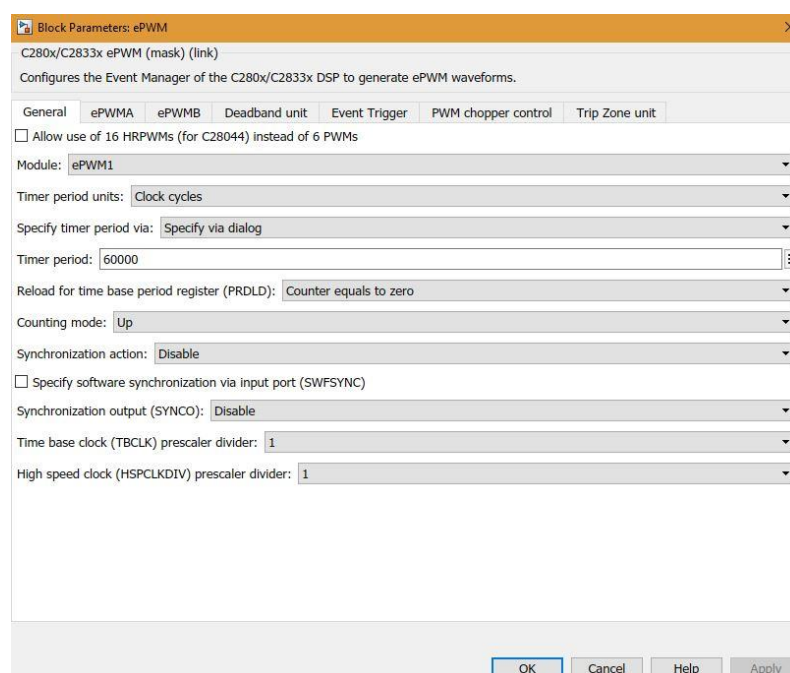 Block Parameters: ePWM
C280x/C2833x ePWM (mask) (link)
Configures the Event Manager of the C280x/C2833x DSP to generate ePWM waveforms.
General ePWMA ePWMB Deadband unit Event Trigger PWM chopper control Trip Zone unit
Allow use of 16 HRPWMs (for C28044) instead of 6 PWMs
Module: ePWM1
Timer period units: Clock cycles
Specify timer period via: Specify via dialog
Timer period: 60000
Reload for time base period register (PRDLD): Counter equals to zero
Counting mode: Up
Synchronization action: Disable
Specify software synchronization via input port (SWFSYNC)
Synchronization output (SYNCO): Disable
Time base clock (TBCLK) prescaler divider: 1
High speed clock (HSPCLKDIV) prescaler divider: 1
OK Cancel Help Apply